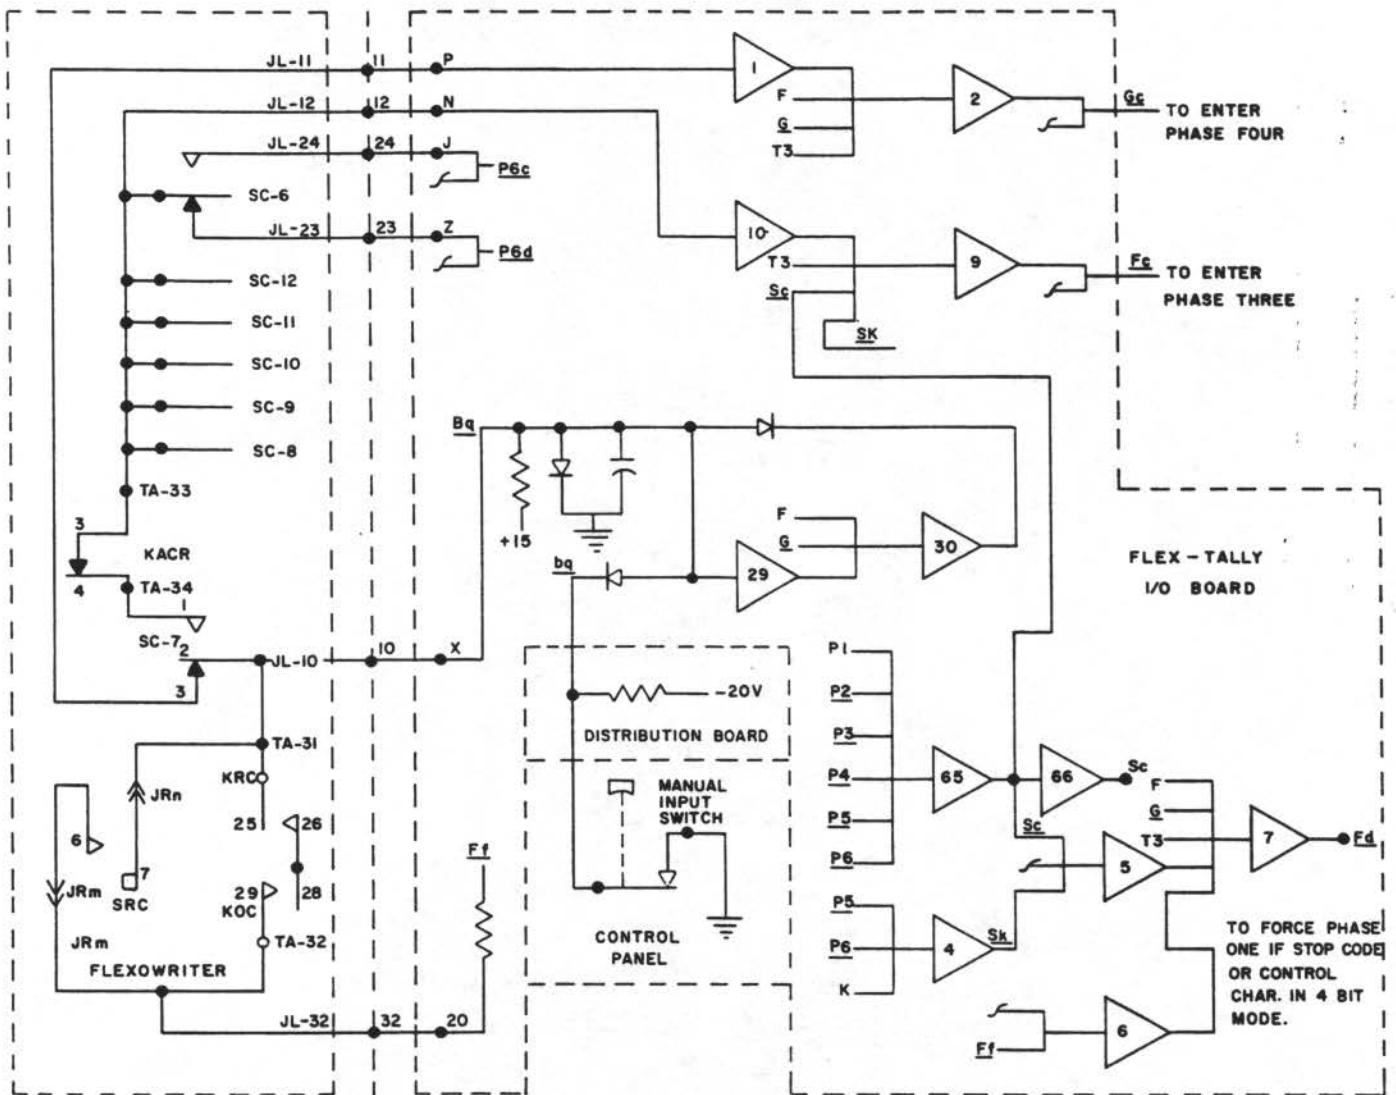 JL-11 11 P
JL-12 12 N
JL-24 24 J
P6c
SC-6
JL-23 23 Z
P6d
SC-12
SC-11
SC-10
SC-9
SC-8
TA-33
3
KACR
4 TA-34
1
SC-7
2 JL-10 10 X
3
TA-31
KRC
JRn
25 26
6
7
SRC
29 28
KOC
JRm
JRm
TA-32
FLEXOWRITER
JL-32 32 20
Ff
1
F
G
T3
2
Gc
TO ENTER
PHASE FOUR
10
T3
Sc
SK
9
Fc
TO ENTER
PHASE THREE
Bq
+15
bq
29
F
G
30
FLEX-TALLY
I/O BOARD
-20V
DISTRIBUTION BOARD
MANUAL
INPUT
SWITCH
CONTROL
PANEL
P1
P2
P3
P4
P5
P6
65
66
Sc
Sc
P5
P6
K
4
Sk
5
F
G
T3
7
Fd
Ff
6
TO FORCE PHASE
ONE IF STOP CODE
OR CONTROL
CHAR. IN 4 BIT
MODE.